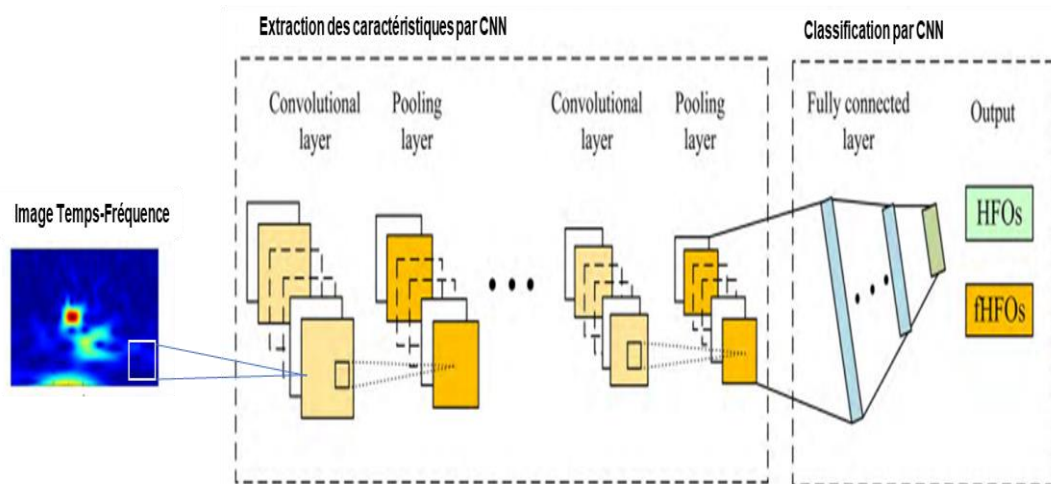 Extraction des caractéristiques par CNN
Classification par CNN
Convolutional
layer
Pooling
layer
Convolutional
layer
Pooling
layer
Fully connected
layer
Output
Image Temps-Fréquence
HFOs
fHFOs